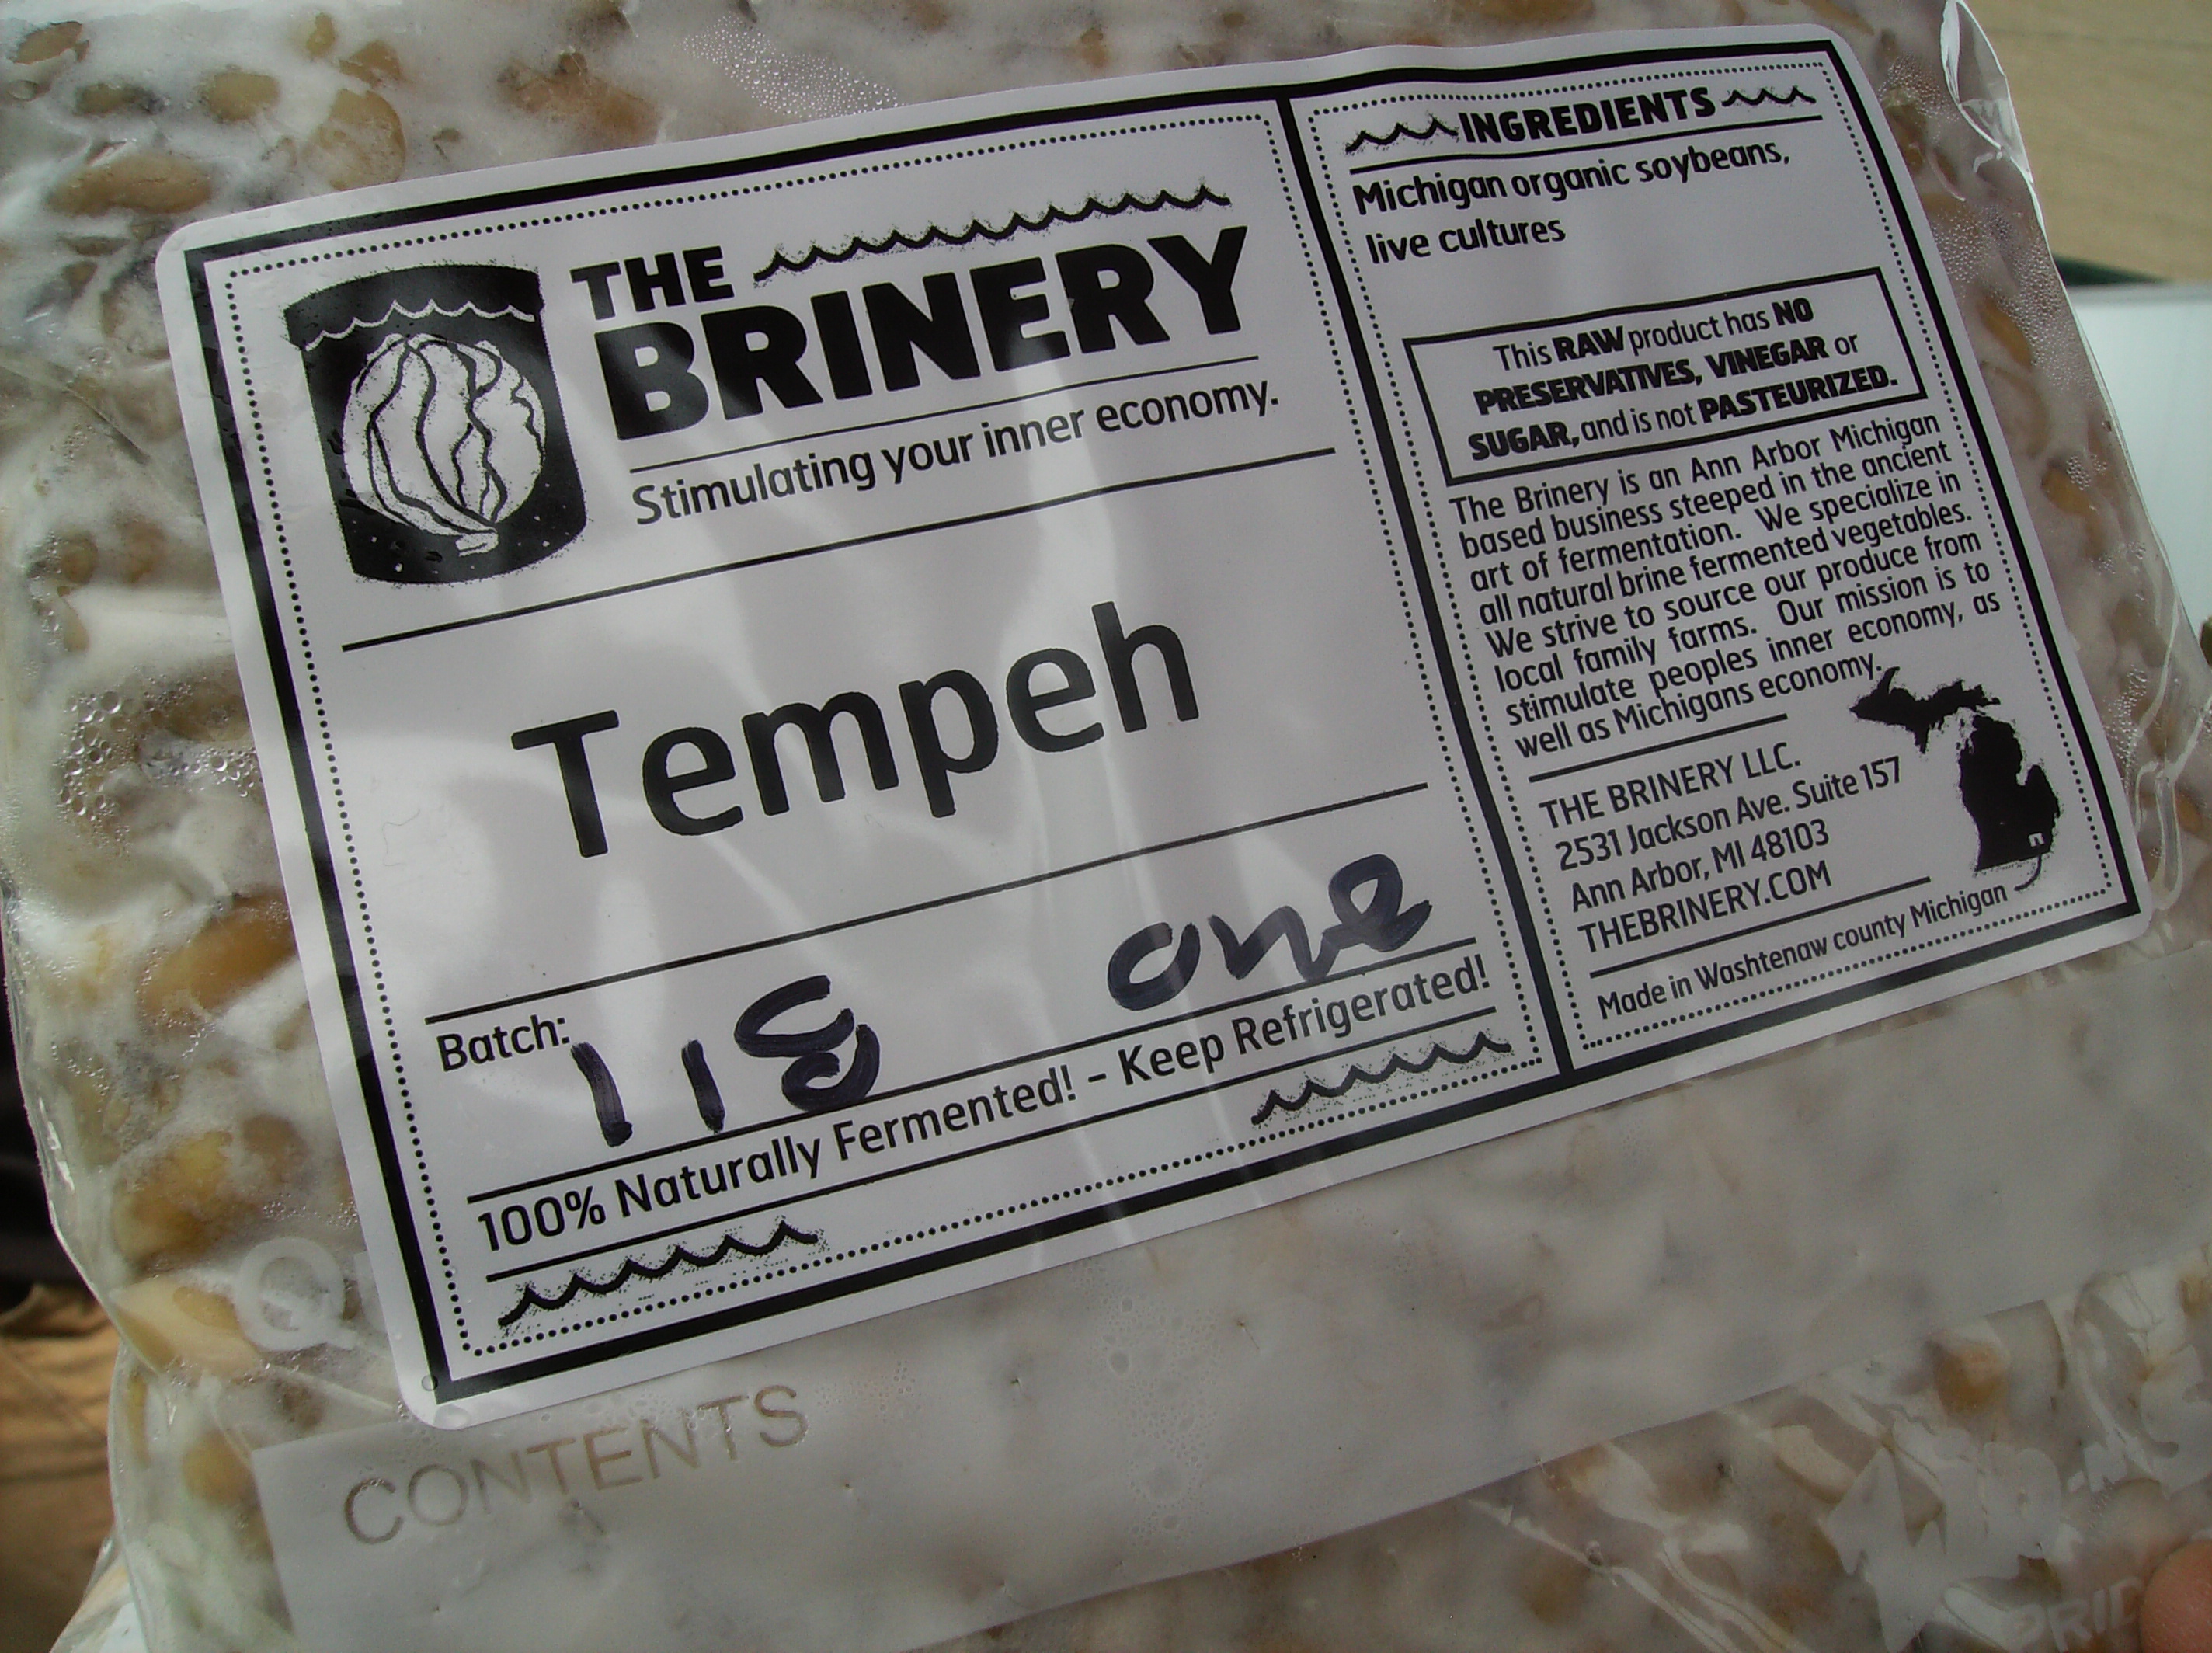 THE
BRINERY
Stimulating your inner economy.
Tempeh
Batch: 118 one
100% Naturally Fermented! - Keep Refrigerated!
INGREDIENTS
Michigan organic soybeans,
live cultures
This RAW product has NO
PRESERVATIVES, VINEGAR or
SUGAR, and is not PASTEURIZED.
The Brinery is an Ann Arbor Michigan
based business steeped in the ancient
art of fermentation. We specialize in
all natural brine fermented vegetables.
We strive to source our produce from
local family farms. Our mission is to
stimulate peoples inner economy, as
well as Michigans economy.
THE BRINERY LLC.
2531 Jackson Ave. Suite 157
Ann Arbor, MI 48103
THEBRINERY.COM
Made in Washtenaw county Michigan
CONTENTS